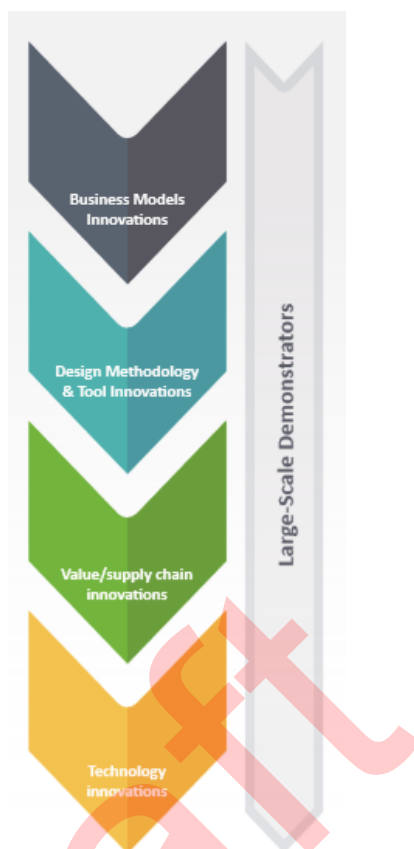 Business Models
Innovations
Design Methodology
& Tool Innovations
Value/supply chain
innovations
Technology
innovations
Large-Scale Demonstrators